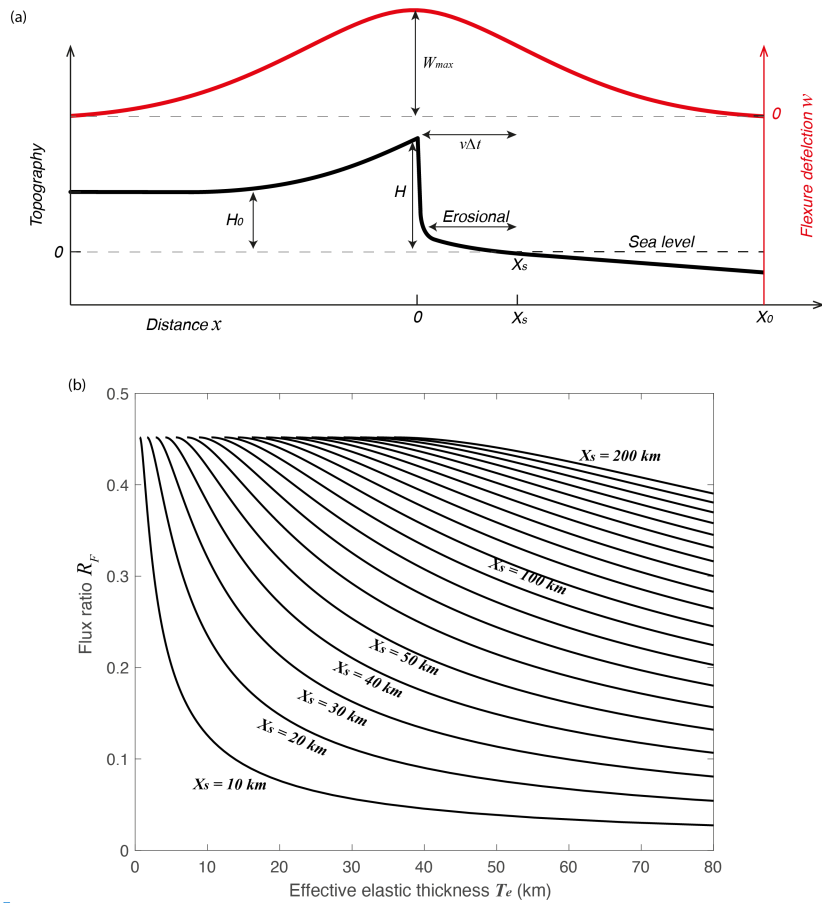 (a)
Wmax
0
vΔt
Topography
Flexure defelction w
H
H0
Erosional
Sea level
0
Xs
Distance x
0
Xs
X0
(b)
0.5
Xs = 200 km
0.4
Xs = 100 km
0.3
Flux ratio RF
Xs = 50 km
0.2
Xs = 40 km
Xs = 30 km
Xs = 20 km
0.1
Xs = 10 km
0
0 10 20 30 40 50 60 70 80
Effective elastic thickness Te (km)